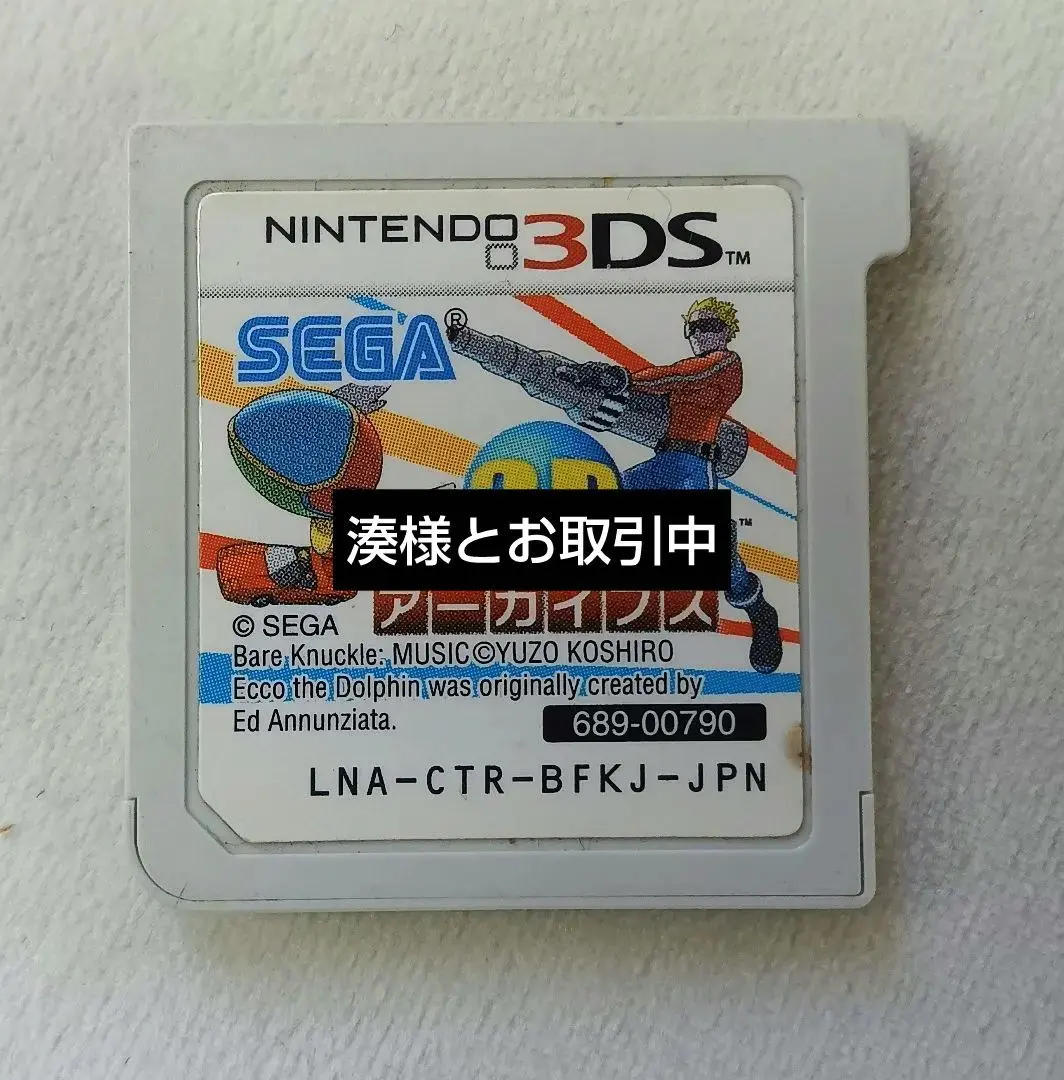 NINTENDO 3DS™
SEGA®
湊様とお取引中
™
アーカイブス
© SEGA
Bare Knuckle: MUSIC©YUZO KOSHIRO
Ecco the Dolphin was originally created by
Ed Annunziata.
689-00790
LNA-CTR-BFKJ-JPN